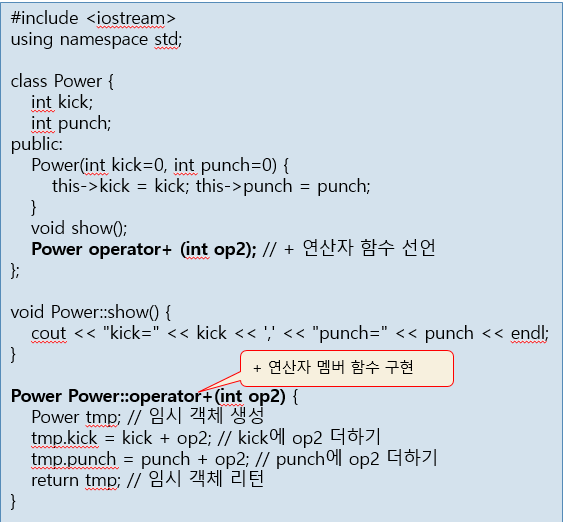 #include <iostream>
using namespace std;
class Power {
int kick;
int punch;
public:
Power(int kick=0, int punch=0) {
this->kick = kick; this->punch = punch;
}
void show();
Power operator+ (int op2); // + 연산자 함수 선언
};
void Power::show() {
cout << "kick=" << kick << ',' << "punch=" << punch << endl;
}
+ 연산자 멤버 함수 구현
Power Power::operator+(int op2) {
Power tmp; // 임시 객체 생성
tmp.kick = kick + op2; // kick에 op2 더하기
tmp.punch = punch + op2; // punch에 op2 더하기
return tmp; // 임시 객체 리턴
}